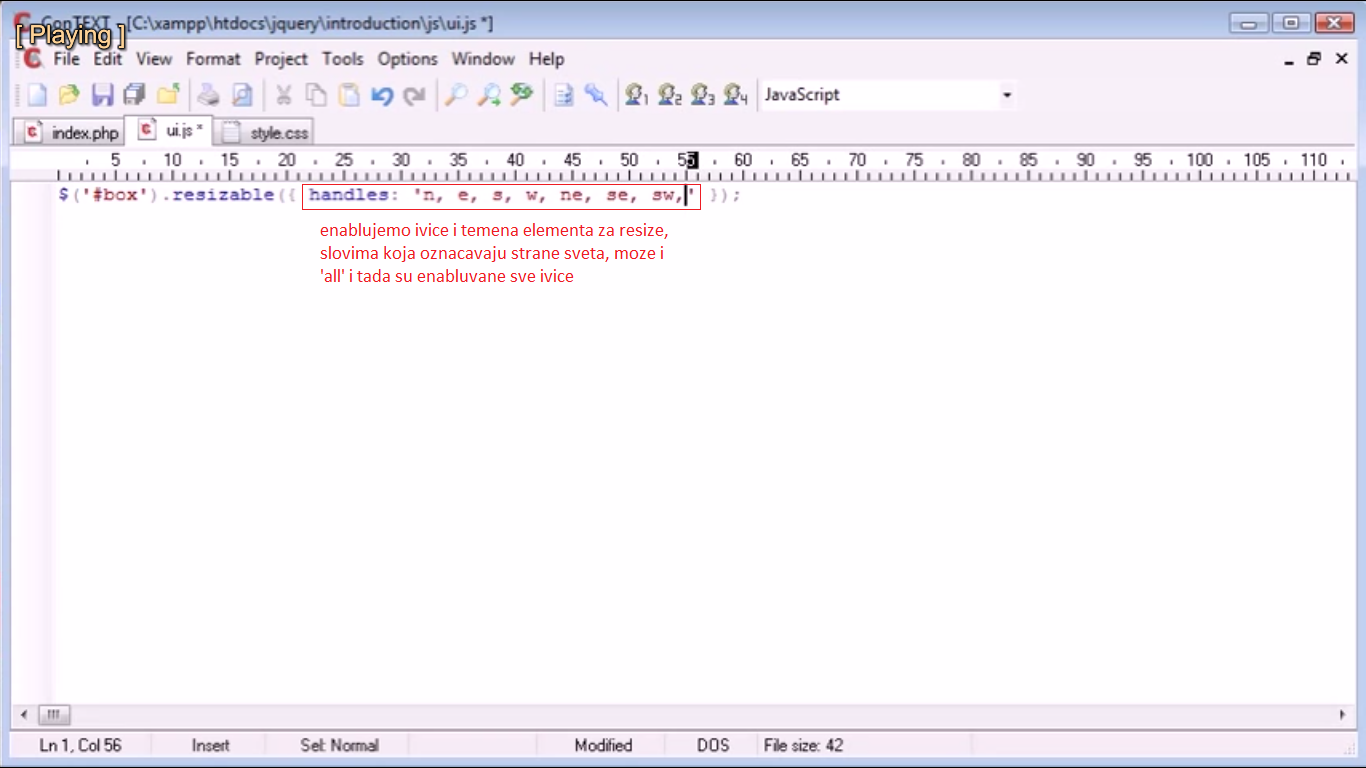 ConTEXT - [C:\xampp\htdocs\jquery\introduction\js\ui.js *]
[ Playing ]
File Edit View Format Project Tools Options Window Help
1 2 3 4 JavaScript
index.php ui.js * style.css
5 10 15 20 25 30 35 40 45 50 55 60 65 70 75 80 85 90 95 100 105 110
$('#box').resizable({ handles: 'n, e, s, w, ne, se, sw,' });
enablujemo ivice i temena elementa za resize,
slovima koja oznacavaju strane sveta, moze i
'all' i tada su enabluvane sve ivice
Ln 1, Col 56 Insert Sel: Normal Modified DOS File size: 42